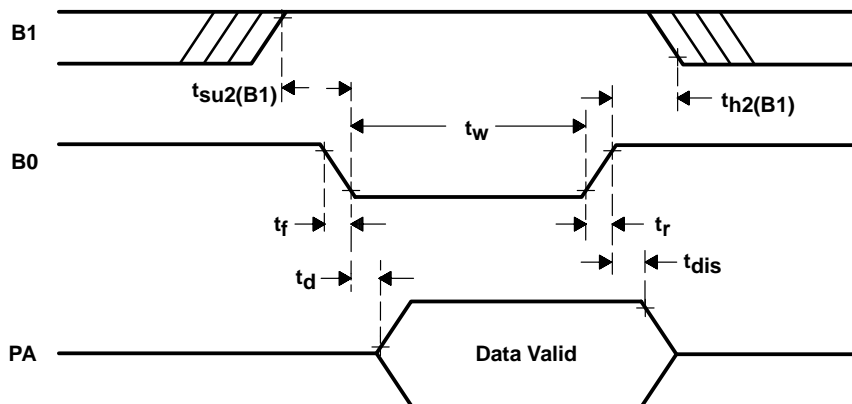 B1
tsu2(B1)
th2(B1)
tw
B0
tf
tr
td
tdis
PA
Data Valid